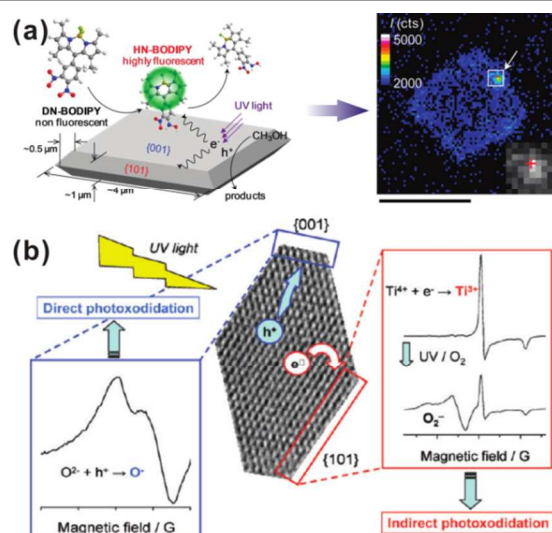 (a)
HN-BODIPY
highly fluorescent
DN-BODIPY
non fluorescent
UV light
CH₃OH
{001}
e⁻
h⁺
~0.5 μm
{101}
~1 μm
~4 μm
products
I (cts)
5000
2000
(b)
UV light
{001}
Direct photoxodidation
h⁺
e
{101}
O²⁻ + h⁺ → O⁻
Magnetic field / G
Ti⁴⁺ + e⁻ → Ti³⁺
UV / O₂
O₂⁻
Magnetic field / G
Indirect photoxodidation